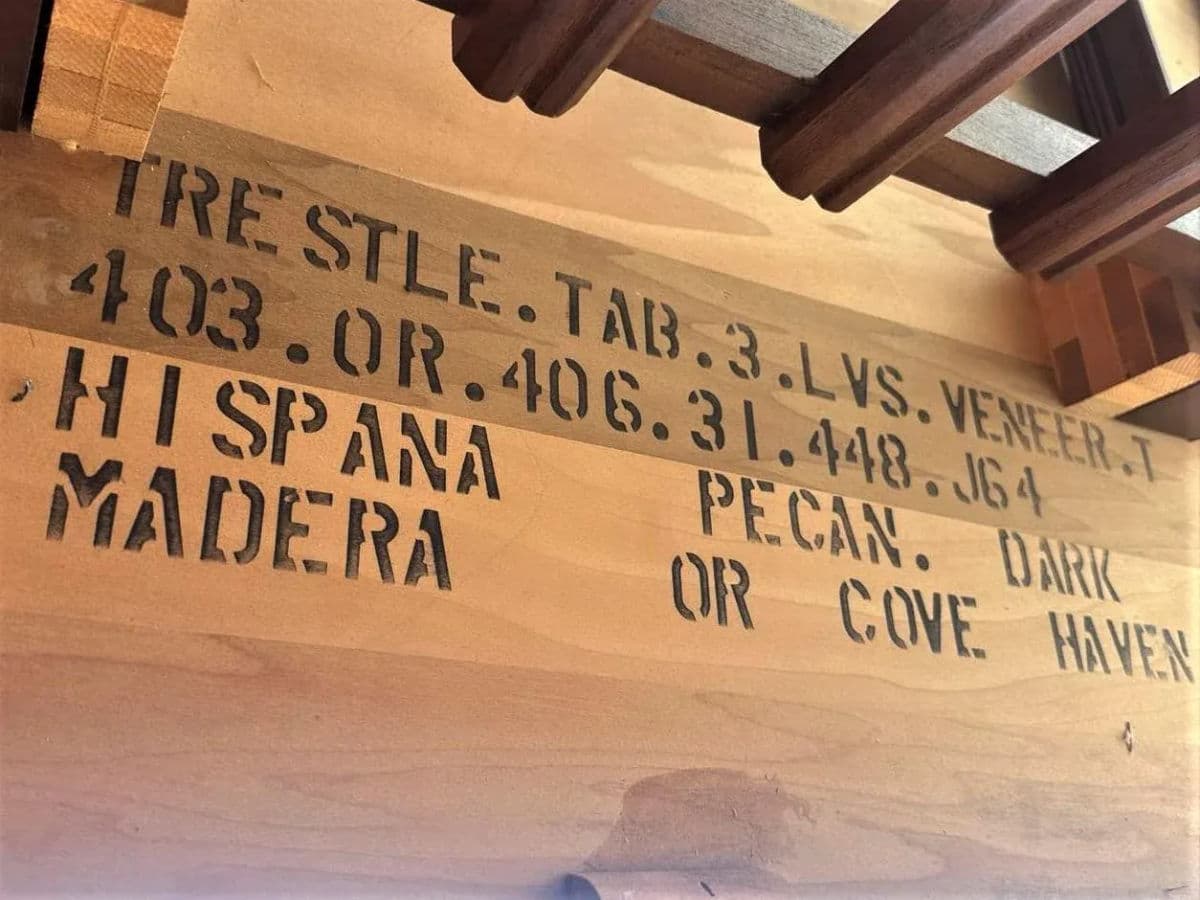 TRESTLE.TAB.3.LVS.VENEER.T
403.OR.406.31.448.J64
HISPANA PECAN. DARK
MADERA OR COVE HAVEN